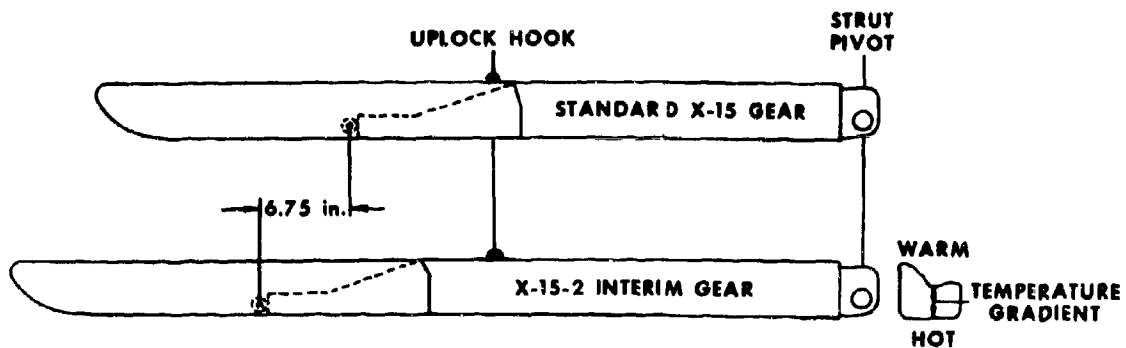 UPLOCK HOOK
STRUT
PIVOT
STANDARD X-15 GEAR
6.75 in.
X-15-2 INTERIM GEAR
WARM
TEMPERATURE
GRADIENT
HOT